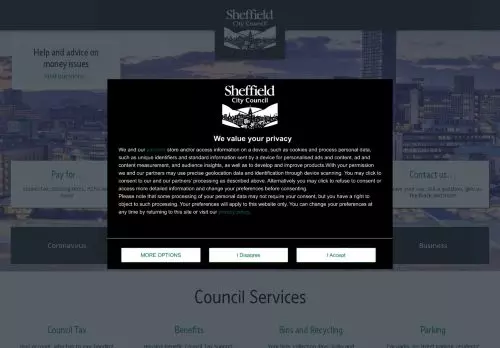 Sheffield
City Council
Help and advice on
money issues
Sheffield
City Council
We value your privacy
We and our partners store and/or access information on a device, such as cookies and process personal data,
such as unique identifiers and standard information sent by a device for personalised ads and content, ad and
content measurement, and audience insights, as well as to develop and improve products.With your permission
we and our partners may use precise geolocation data and identification through device scanning. You may click to
consent to our and our partners' processing as described above. Alternatively you may click to refuse to consent or
access more detailed information and change your preferences before consenting.
Please note that some processing of your personal data may not require your consent, but you have a right to
object to such processing. Your preferences will apply to this website only. You can change your preferences at
any time by returning to this site or visit our privacy policy.
MORE OPTIONS
I Disagree
I Accept
Pay for
Contact us...
Coronavirus
Business
Council Services
Council Tax
Benefits
Bins and Recycling
Parking